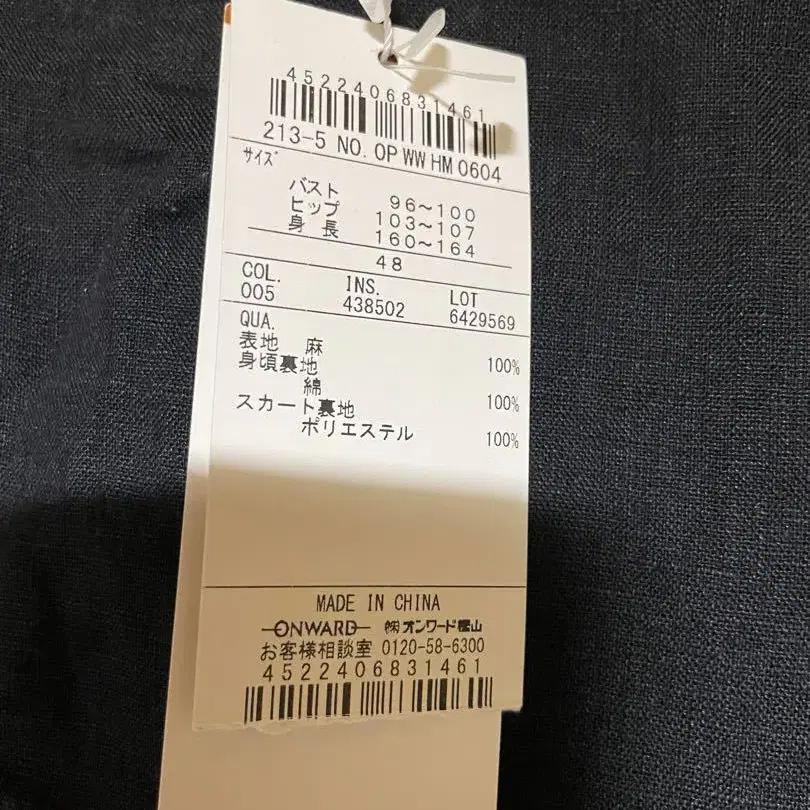 4522406831461
213-5 NO. OP WW HM 0604
サイズ
バスト 96~100
ヒップ 103~107
身長 160~164
48
COL. INS. LOT
005 438502 6429569
QUA.
表地 麻 100%
身頃裏地
綿 100%
スカート裏地
ポリエステル 100%
MADE IN CHINA
ONWARD ㈱オンワード樫山
お客様相談室 0120-58-6300
4522406831461